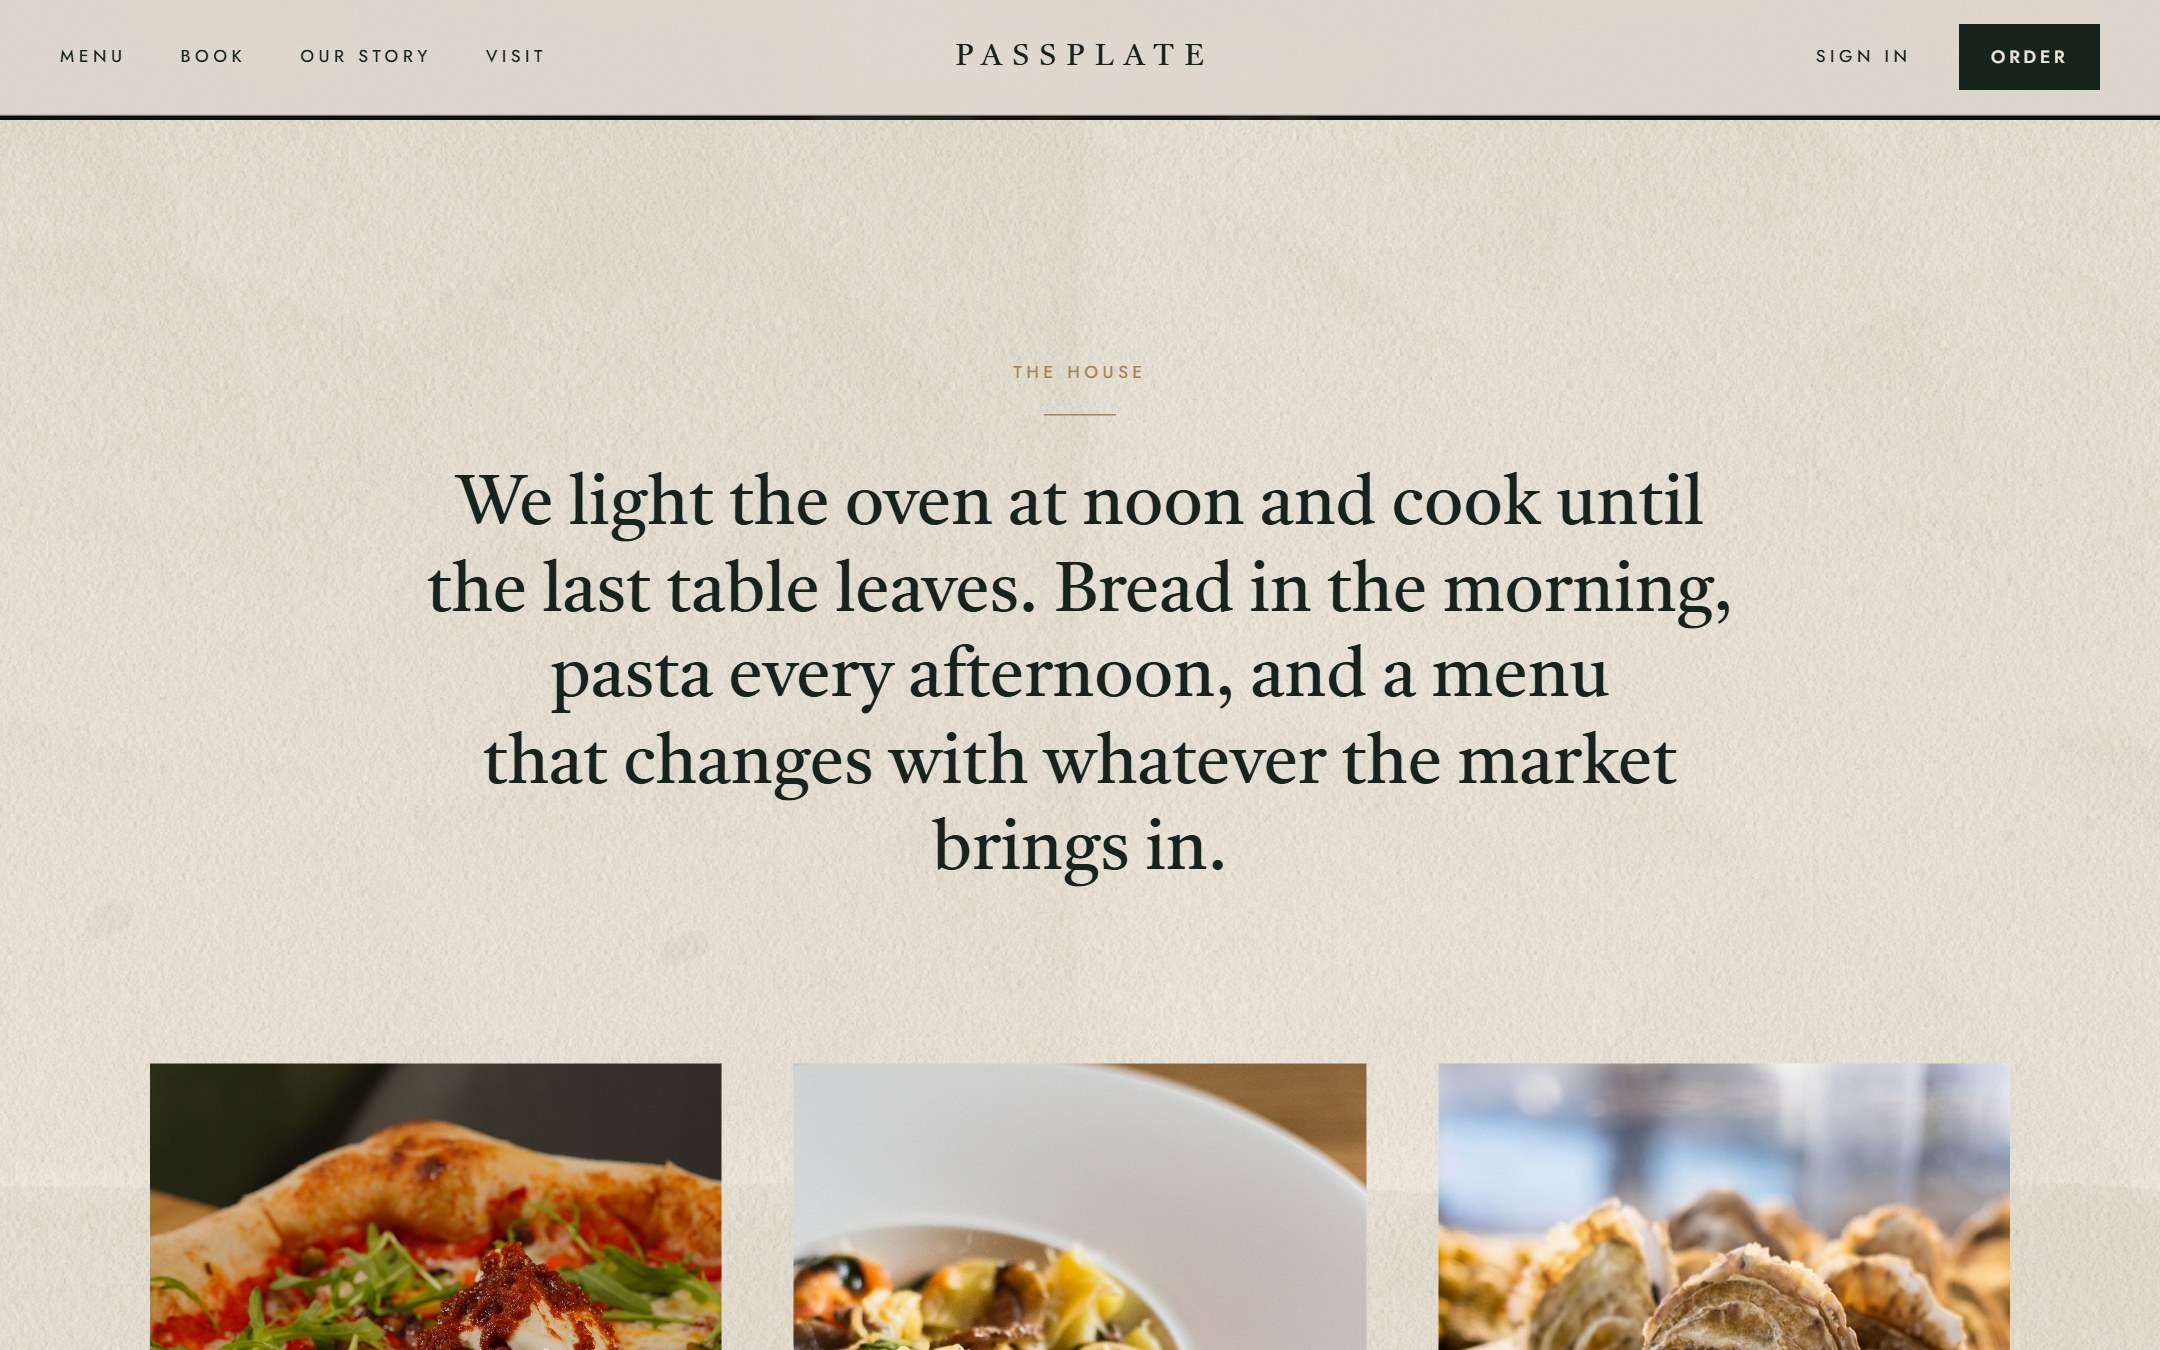 MENU BOOK OUR STORY VISIT PASSPLATE SIGN IN ORDER
THE HOUSE
We light the oven at noon and cook until
the last table leaves. Bread in the morning,
pasta every afternoon, and a menu
that changes with whatever the market
brings in.